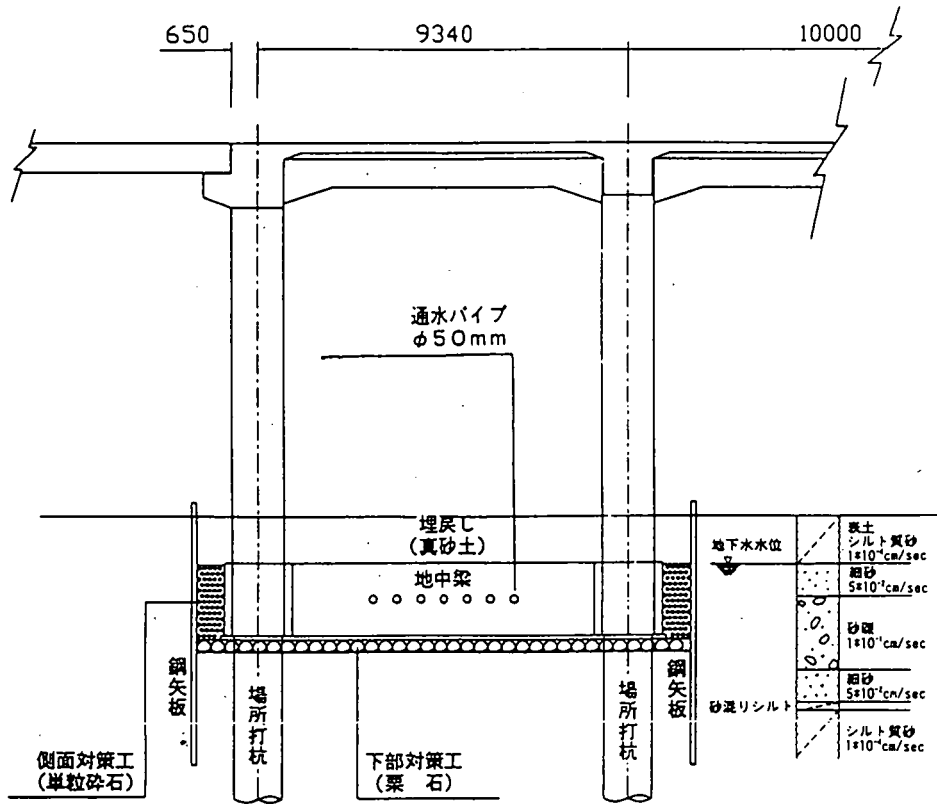 650
9340
10000
通水パイプ
φ50mm
埋戻し
(真砂土)
地中梁
地下水水位
表土
シルト質砂
1*10⁻⁴cm/sec
細砂
5*10⁻²cm/sec
砂礫
1*10⁻¹cm/sec
細砂
5*10⁻²cm/sec
砂混りシルト
シルト質砂
1*10⁻⁴cm/sec
鋼矢板
場所打杭
場所打杭
鋼矢板
側面対策工
(単粒砕石)
下部対策工
(栗 石)